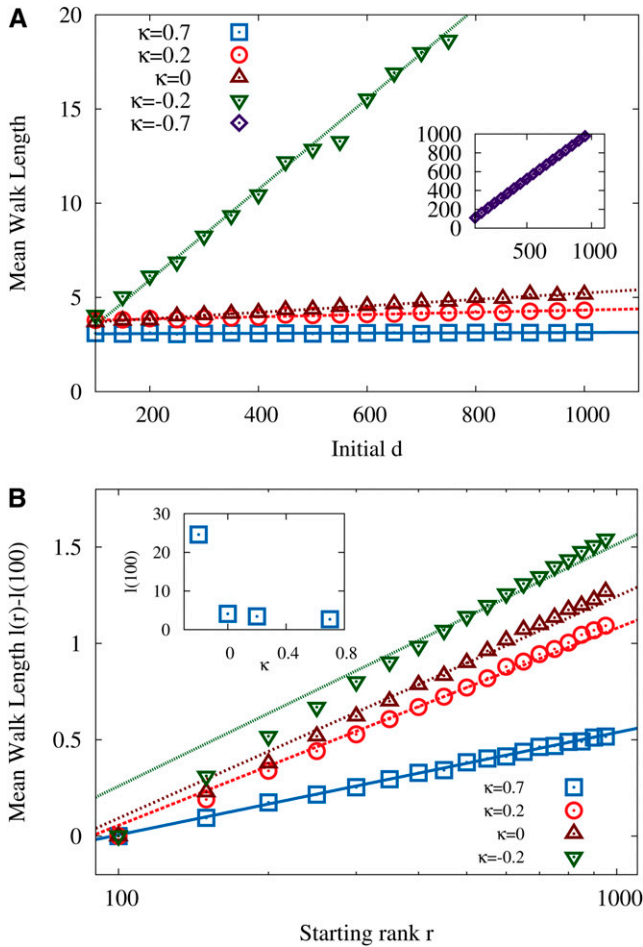 A
20
15
10
5
0
Mean Walk Length
κ=0.7
κ=0.2
κ=0
κ=-0.2
κ=-0.7
1000
800
600
400
200
0
500 1000
200 400 600 800 1000
Initial d
B
Mean Walk Length l(r)-l(100)
1.5
1
0.5
0
l(100)
30
20
10
0
0 0.4 0.8
κ
κ=0.7
κ=0.2
κ=0
κ=-0.2
100 1000
Starting rank r